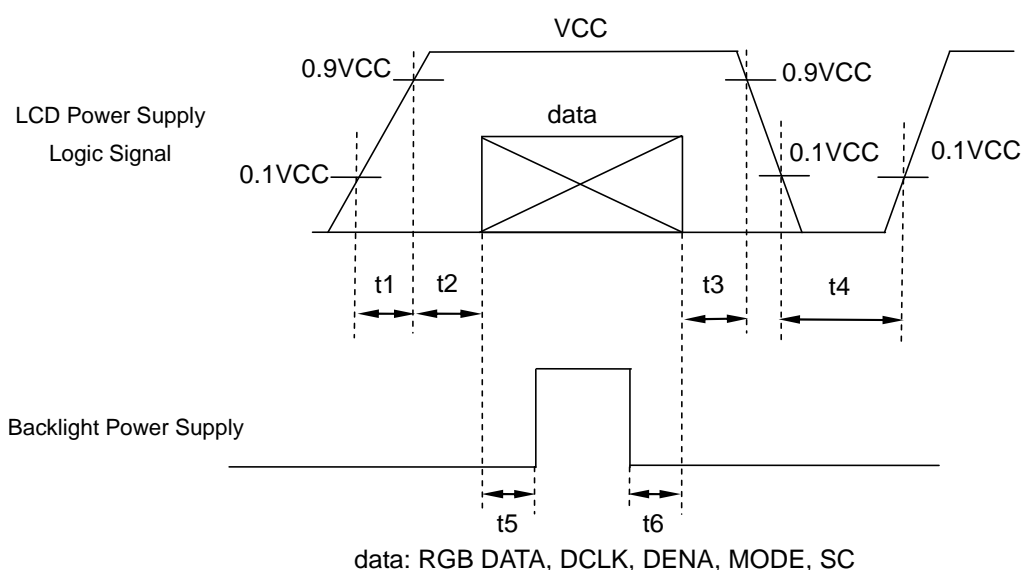 VCC
0.9VCC
0.9VCC
LCD Power Supply
Logic Signal
data
0.1VCC
0.1VCC
0.1VCC
t1
t2
t3
t4
Backlight Power Supply
t5
t6
data: RGB DATA, DCLK, DENA, MODE, SC